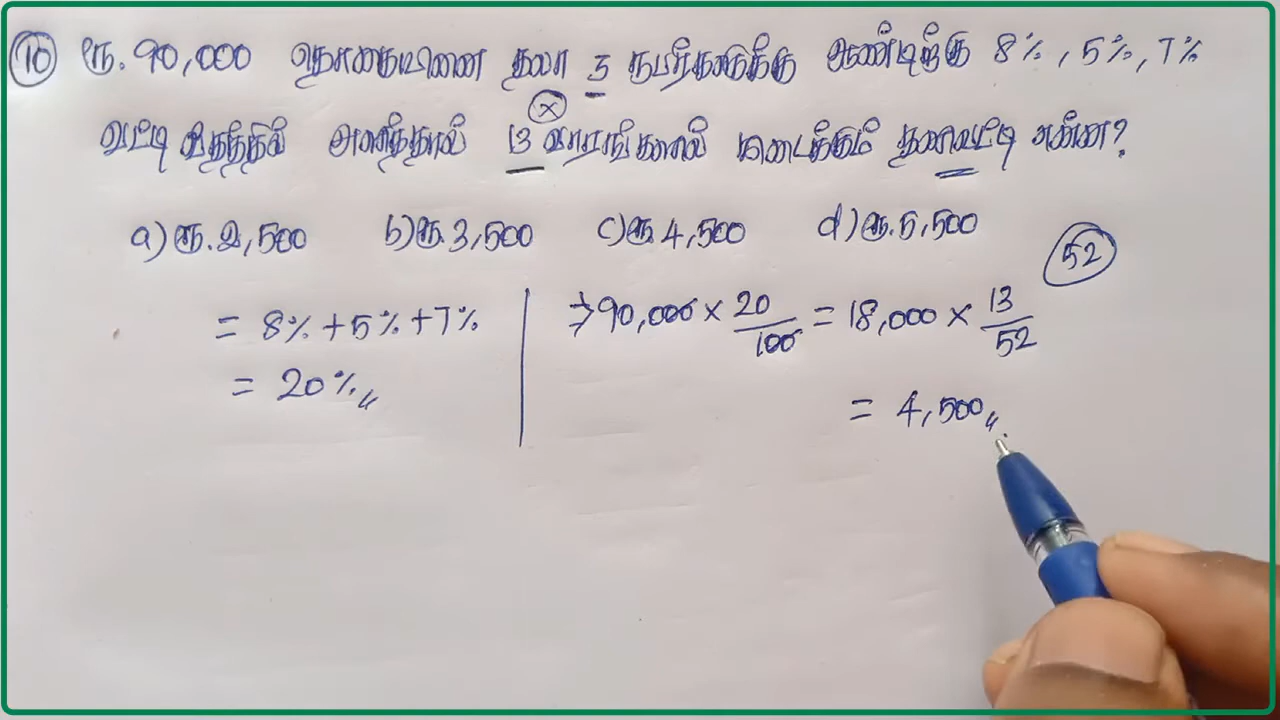 10 ரூ. 90,000 தொகையினை தலா 3 நபர்களுக்கு ஆண்டிற்கு 8%, 5%, 7%
x
வட்டி வீதத்தில் அளித்தால் 13 வாரங்களில் கிடைக்கும் தனிவட்டி என்ன?
a) ரூ. 2,500 b) ரூ. 3,500 c) ரூ. 4,500 d) ரூ. 5,500
52
= 8% + 5% + 7%
= 20%
⇒ 90,000 × 20/100 = 18,000 × 13/52
= 4,500